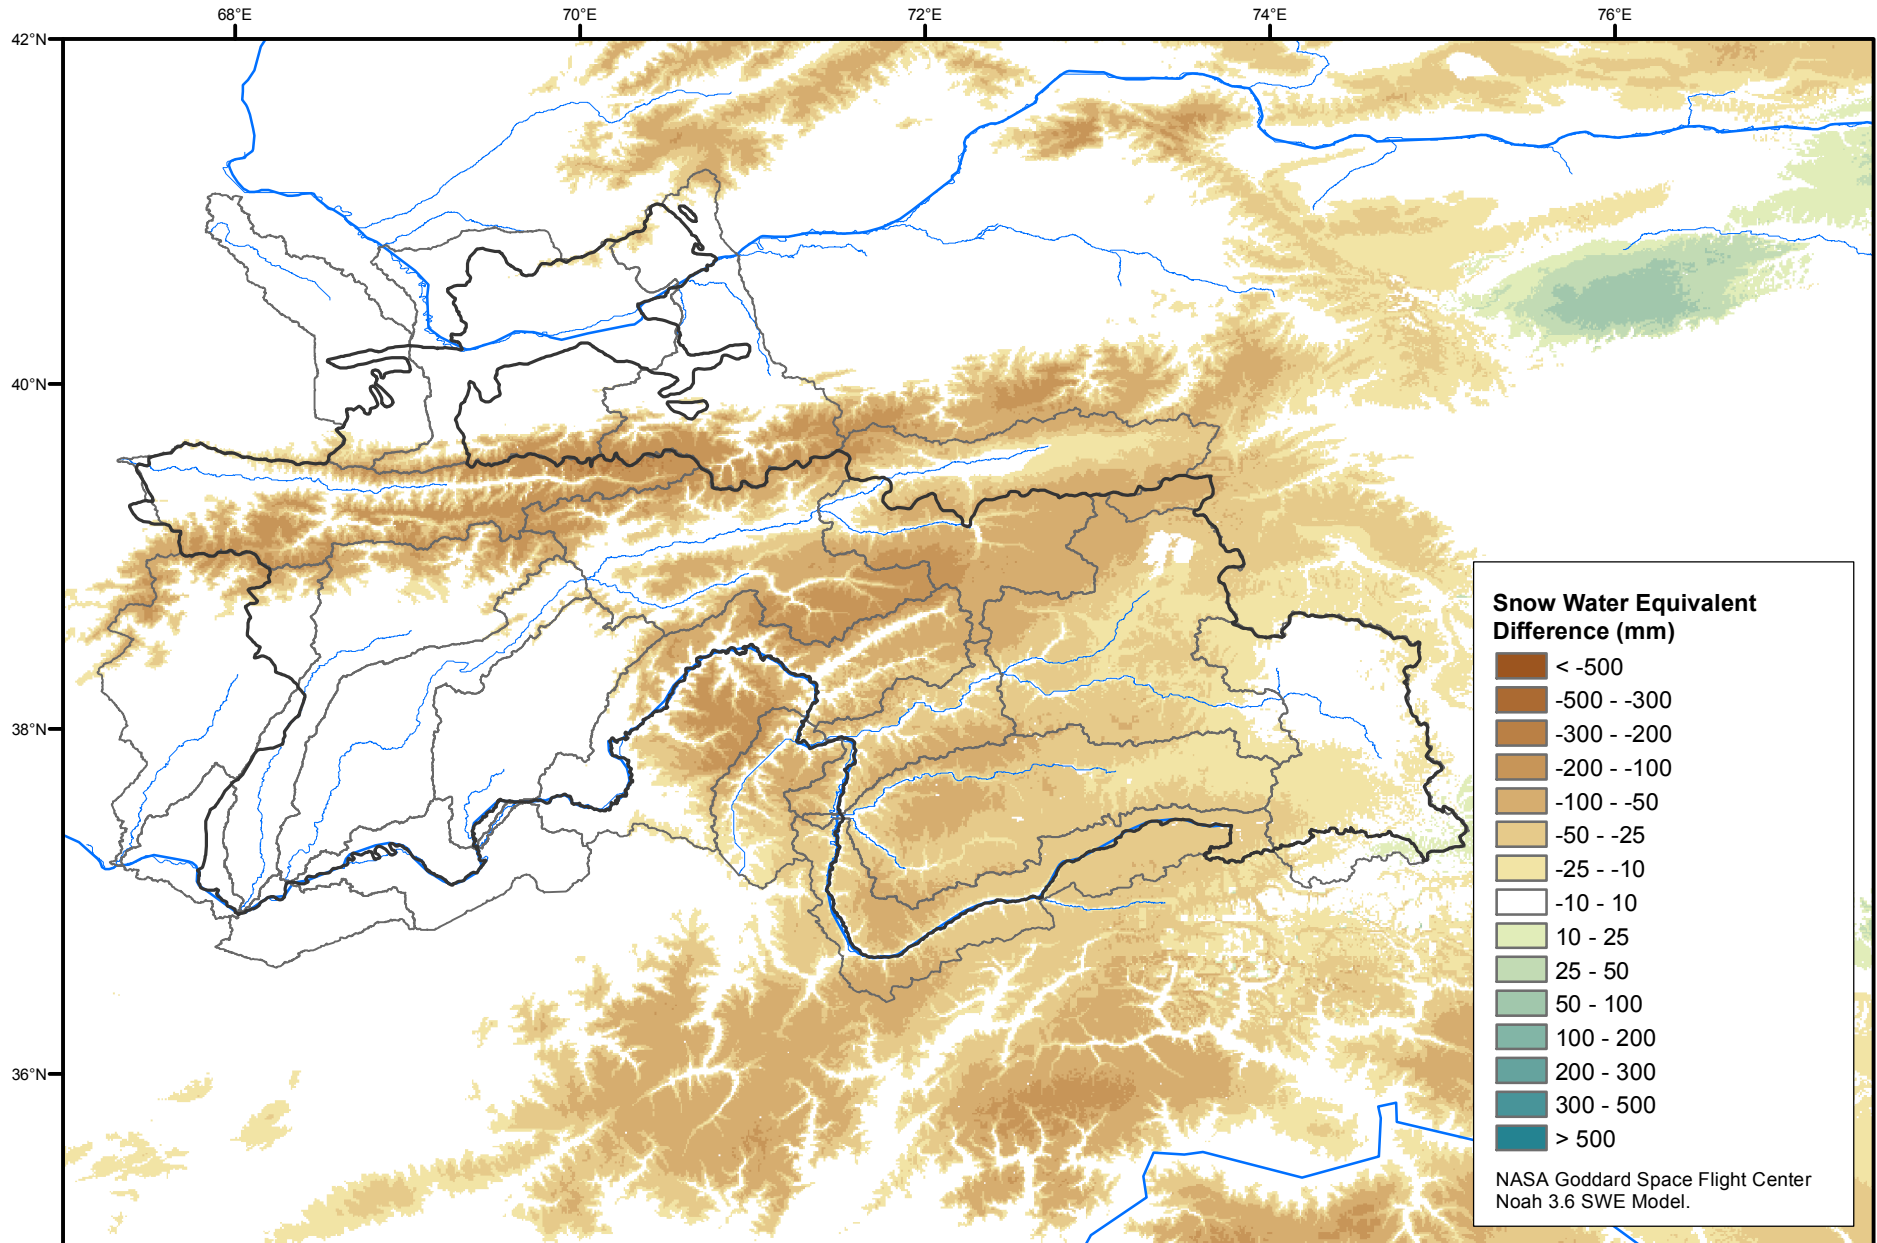 68°E 70°E 72°E 74°E 76°E
42°N
40°N
38°N
36°N
Snow Water Equivalent
Difference (mm)
< -500
-500 - -300
-300 - -200
-200 - -100
-100 - -50
-50 - -25
-25 - -10
-10 - 10
10 - 25
25 - 50
50 - 100
100 - 200
200 - 300
300 - 500
> 500
NASA Goddard Space Flight Center
Noah 3.6 SWE Model.